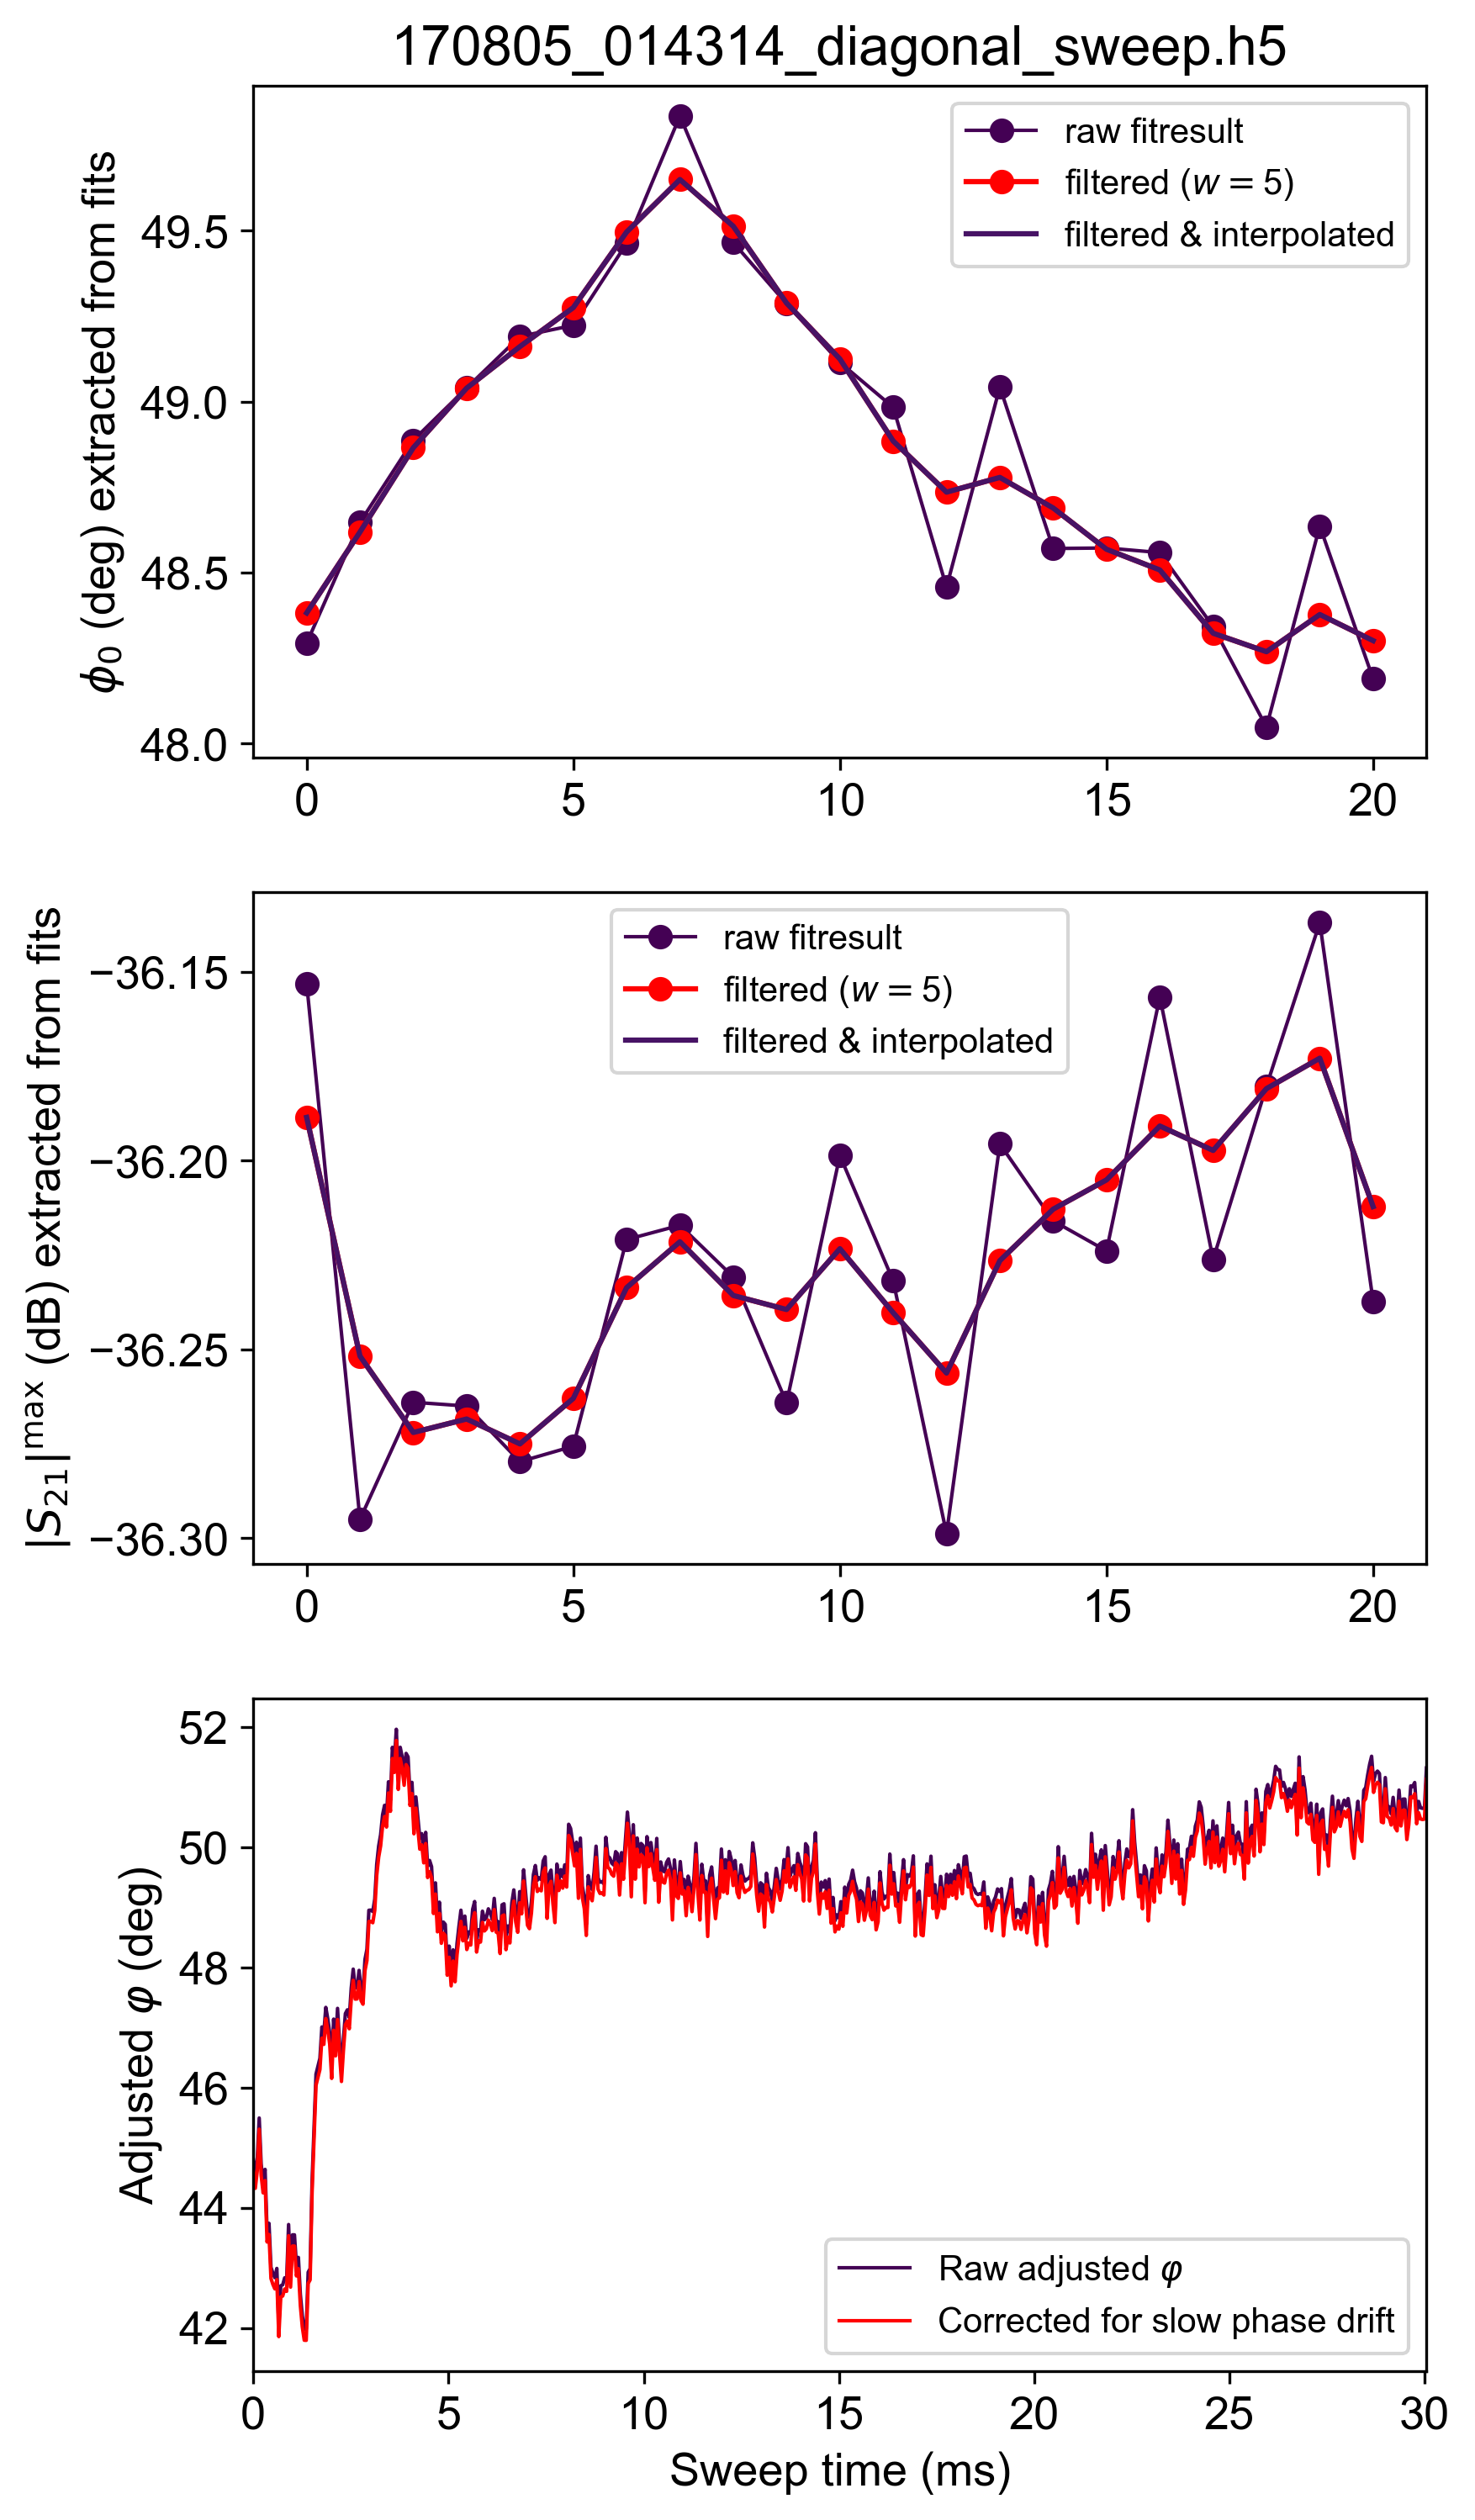 170805_014314_diagonal_sweep.h5
ϕ₀ (deg) extracted from fits
49.5
49.0
48.5
48.0
raw fitresult
filtered (w = 5)
filtered & interpolated
0 5 10 15 20
|S₂₁|ᵐᵃˣ (dB) extracted from fits
−36.15
−36.20
−36.25
−36.30
raw fitresult
filtered (w = 5)
filtered & interpolated
0 5 10 15 20
Adjusted φ (deg)
52
50
48
46
44
42
Raw adjusted φ
Corrected for slow phase drift
0 5 10 15 20 25 30
Sweep time (ms)